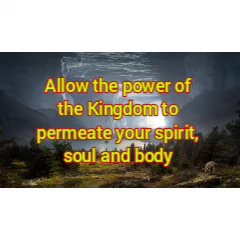 Allow the power of
the Kingdom to
permeate your spirit,
soul and body